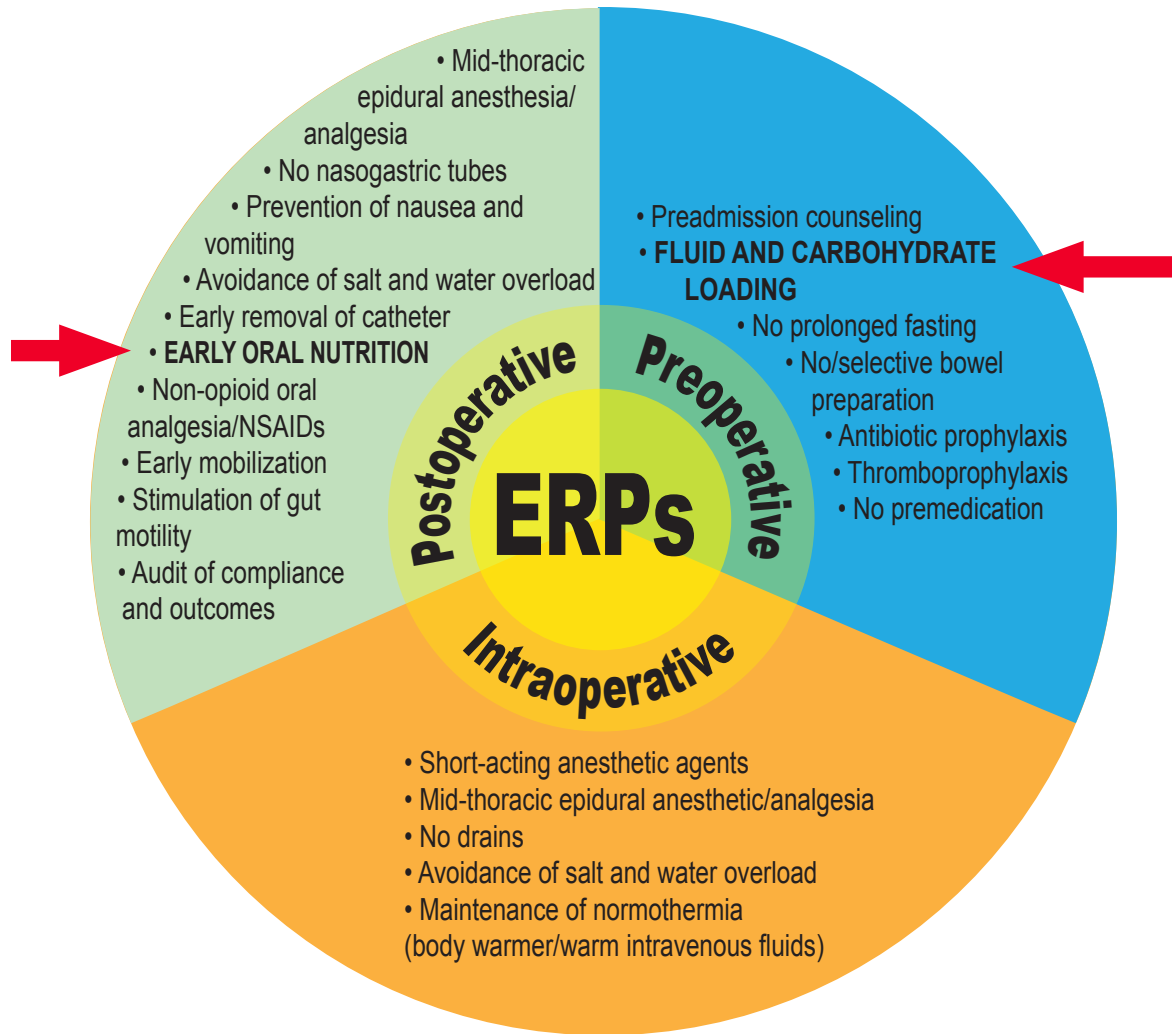 • Mid-thoracic
epidural anesthesia/
analgesia
• No nasogastric tubes
• Prevention of nausea and
vomiting
• Avoidance of salt and water overload
• Early removal of catheter
• EARLY ORAL NUTRITION
• Non-opioid oral
analgesia/NSAIDs
• Early mobilization
• Stimulation of gut
motility
• Audit of compliance
and outcomes
• Preadmission counseling
• FLUID AND CARBOHYDRATE
LOADING
• No prolonged fasting
• No/selective bowel
preparation
• Antibiotic prophylaxis
• Thromboprophylaxis
• No premedication
Postoperative
Preoperative
ERPs
Intraoperative
• Short-acting anesthetic agents
• Mid-thoracic epidural anesthetic/analgesia
• No drains
• Avoidance of salt and water overload
• Maintenance of normothermia
(body warmer/warm intravenous fluids)